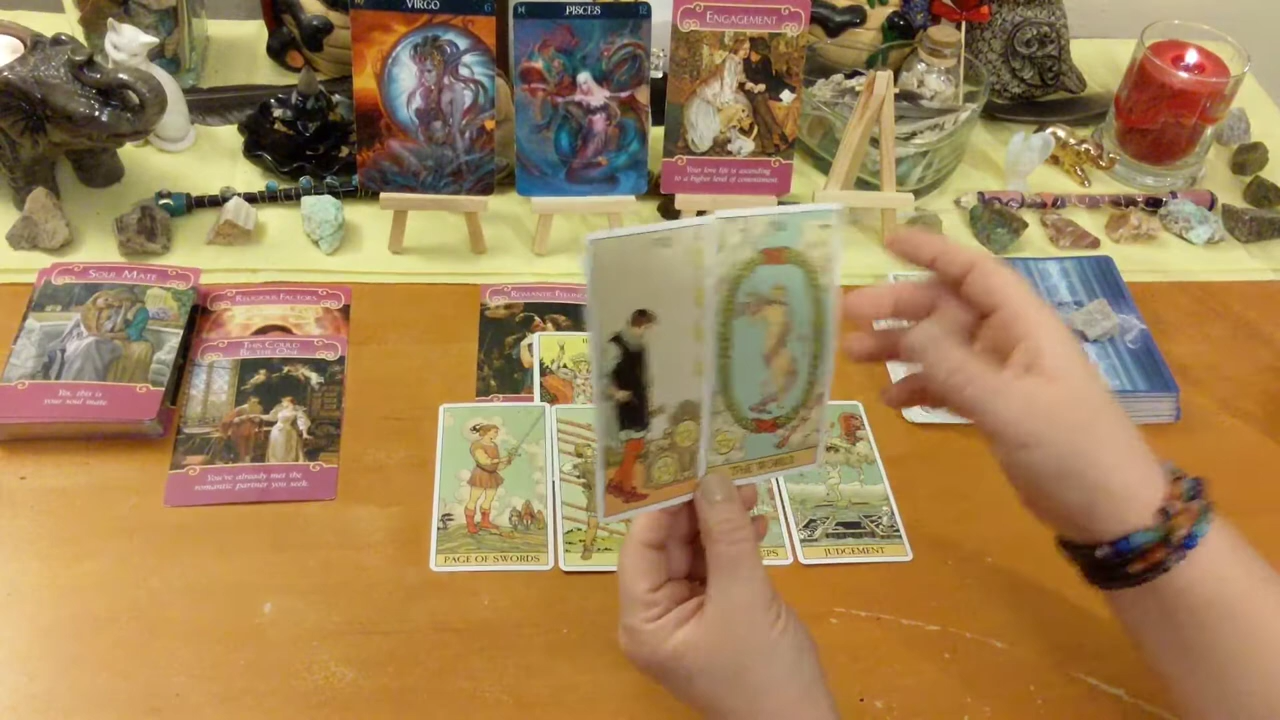 VIRGO
6
PISCES
12
ENGAGEMENT
Your love life is ascending
to a higher level of commitment.
SOUL MATE
Yes, this is
your soul mate
RELIGIOUS FACTORS
THIS COULD
BE THE ONE
You've already met the
romantic partner you seek.
ROMANTIC
THE WORLD
PAGE OF SWORDS
JUDGEMENT